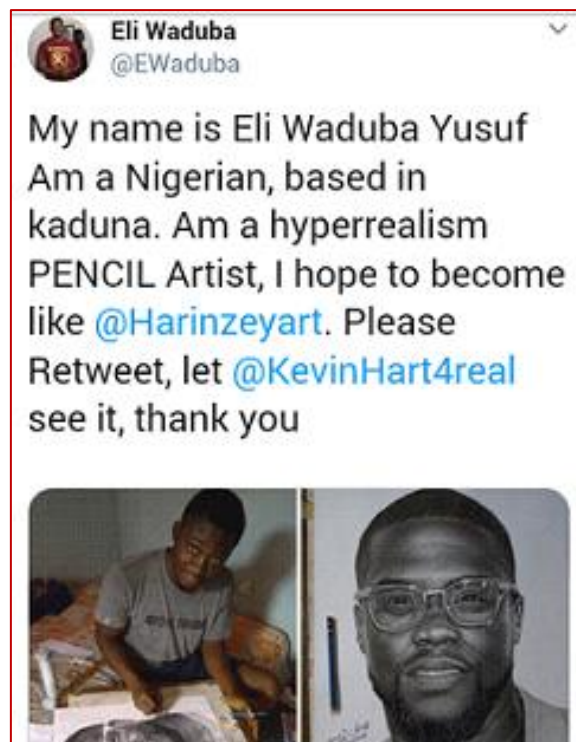 Eli Waduba
@EWaduba
My name is Eli Waduba Yusuf
Am a Nigerian, based in
kaduna. Am a hyperrealism
PENCIL Artist, I hope to become
like @Harinzeyart. Please
Retweet, let @KevinHart4real
see it, thank you